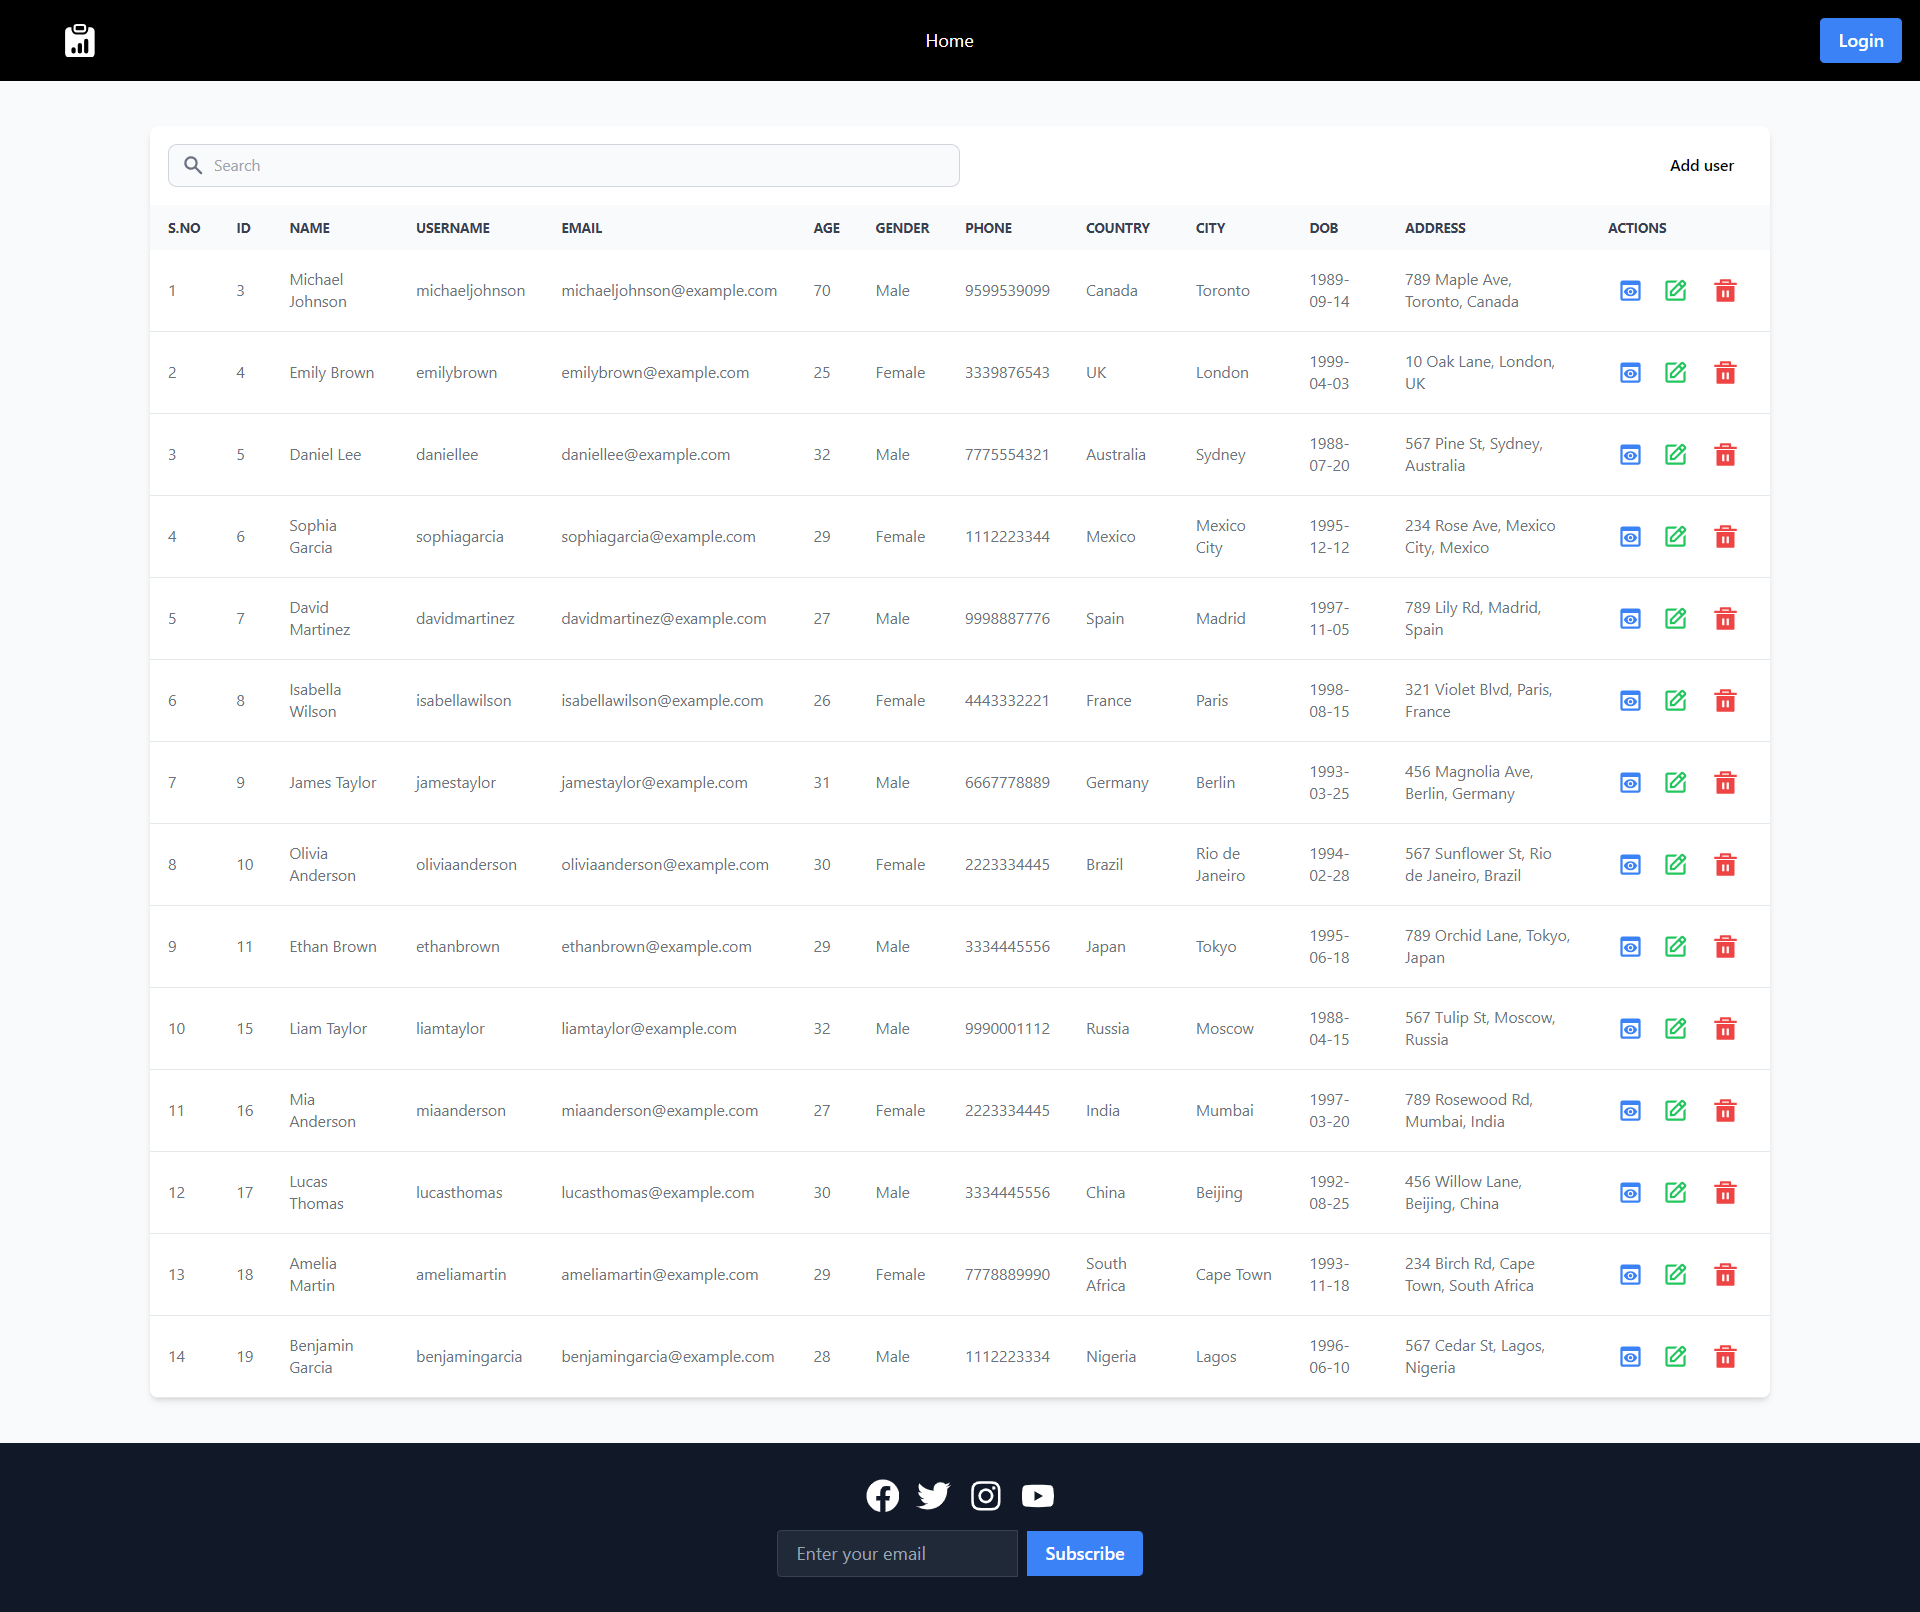 Home
Login
Search
Add user
S.NO ID NAME USERNAME EMAIL AGE GENDER PHONE COUNTRY CITY DOB ADDRESS ACTIONS
1 3 Michael Johnson michaeljohnson michaeljohnson@example.com 70 Male 9599539099 Canada Toronto 1989-09-14 789 Maple Ave, Toronto, Canada
2 4 Emily Brown emilybrown emilybrown@example.com 25 Female 3339876543 UK London 1999-04-03 10 Oak Lane, London, UK
3 5 Daniel Lee daniellee daniellee@example.com 32 Male 7775554321 Australia Sydney 1988-07-20 567 Pine St, Sydney, Australia
4 6 Sophia Garcia sophiagarcia sophiagarcia@example.com 29 Female 1112223344 Mexico Mexico City 1995-12-12 234 Rose Ave, Mexico City, Mexico
5 7 David Martinez davidmartinez davidmartinez@example.com 27 Male 9998887776 Spain Madrid 1997-11-05 789 Lily Rd, Madrid, Spain
6 8 Isabella Wilson isabellawilson isabellawilson@example.com 26 Female 4443332221 France Paris 1998-08-15 321 Violet Blvd, Paris, France
7 9 James Taylor jamestaylor jamestaylor@example.com 31 Male 6667778889 Germany Berlin 1993-03-25 456 Magnolia Ave, Berlin, Germany
8 10 Olivia Anderson oliviaanderson oliviaanderson@example.com 30 Female 2223334445 Brazil Rio de Janeiro 1994-02-28 567 Sunflower St, Rio de Janeiro, Brazil
9 11 Ethan Brown ethanbrown ethanbrown@example.com 29 Male 3334445556 Japan Tokyo 1995-06-18 789 Orchid Lane, Tokyo, Japan
10 15 Liam Taylor liamtaylor liamtaylor@example.com 32 Male 9990001112 Russia Moscow 1988-04-15 567 Tulip St, Moscow, Russia
11 16 Mia Anderson miaanderson miaanderson@example.com 27 Female 2223334445 India Mumbai 1997-03-20 789 Rosewood Rd, Mumbai, India
12 17 Lucas Thomas lucasthomas lucasthomas@example.com 30 Male 3334445556 China Beijing 1992-08-25 456 Willow Lane, Beijing, China
13 18 Amelia Martin ameliamartin ameliamartin@example.com 29 Female 7778889990 South Africa Cape Town 1993-11-18 234 Birch Rd, Cape Town, South Africa
14 19 Benjamin Garcia benjamingarcia benjamingarcia@example.com 28 Male 1112223334 Nigeria Lagos 1996-06-10 567 Cedar St, Lagos, Nigeria
Enter your email
Subscribe